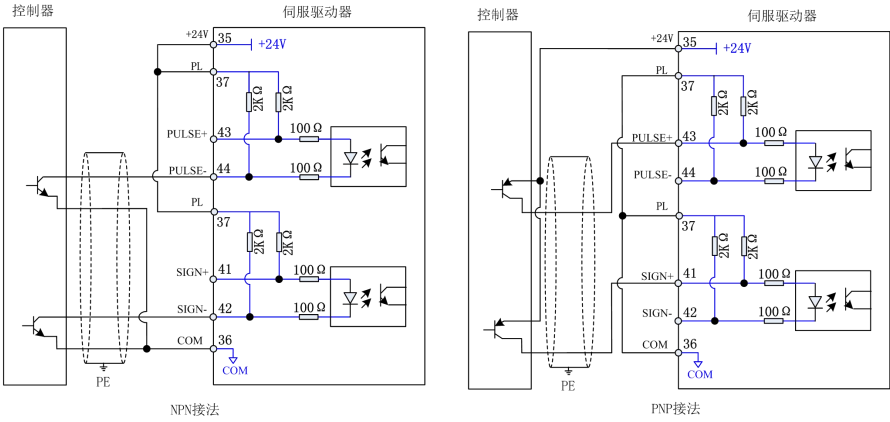 控制器
伺服驱动器
+24V
35
+24V
PL
37
2KΩ
2KΩ
PULSE+
43
100Ω
PULSE-
44
100Ω
PL
37
2KΩ
2KΩ
SIGN+
41
100Ω
SIGN-
42
100Ω
COM
36
COM
PE
NPN接法
控制器
伺服驱动器
+24V
35
+24V
PL
37
2KΩ
2KΩ
PULSE+
43
100Ω
PULSE-
44
100Ω
PL
37
2KΩ
2KΩ
SIGN+
41
100Ω
SIGN-
42
100Ω
COM
36
COM
PE
PNP接法